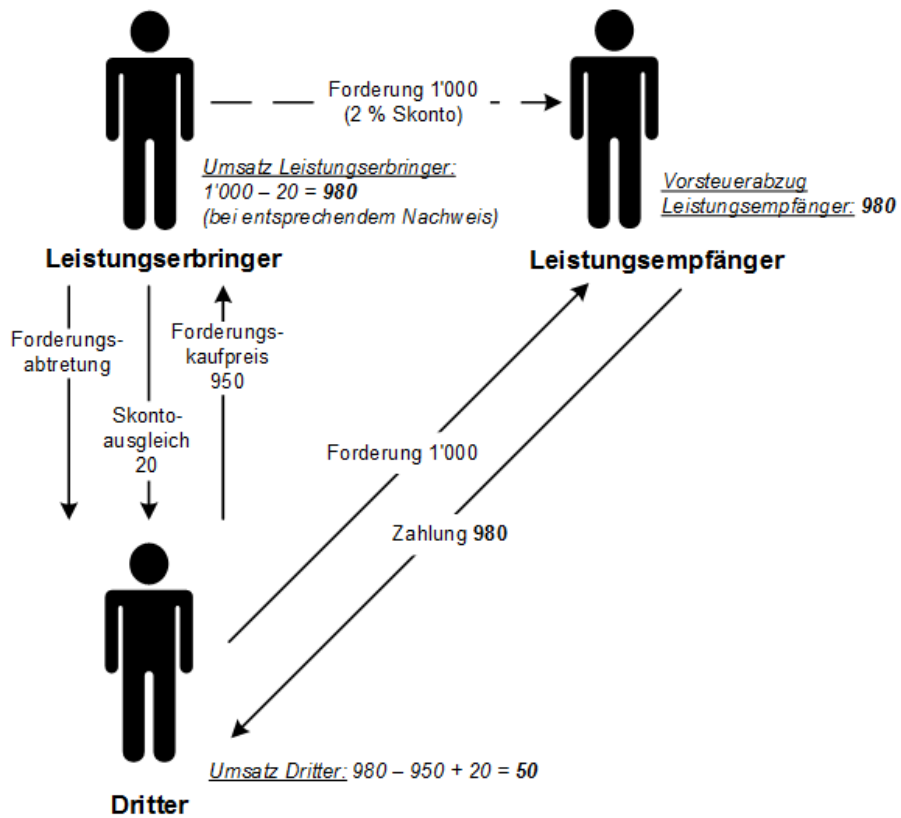 Forderung 1'000
(2 % Skonto)
Umsatz Leistungserbringer:
1'000 – 20 = 980
(bei entsprechendem Nachweis)
Vorsteuerabzug
Leistungsempfänger: 980
Leistungserbringer
Leistungsempfänger
Forderungs-
abtretung
Skonto-
ausgleich
20
Forderungs-
kaufpreis
950
Forderung 1'000
Zahlung 980
Umsatz Dritter: 980 – 950 + 20 = 50
Dritter